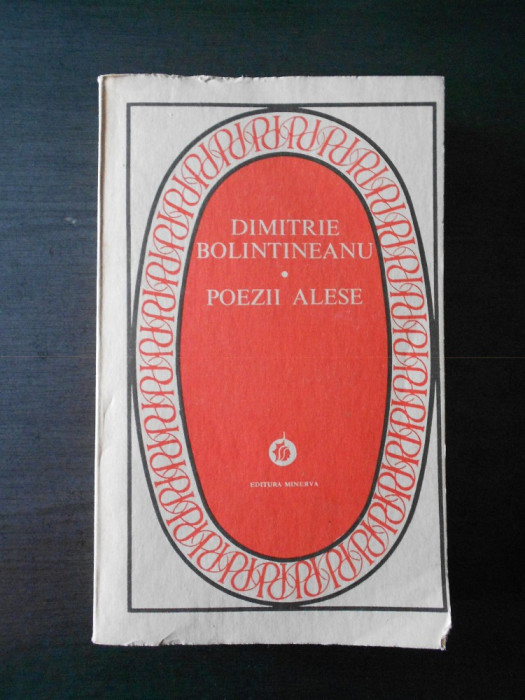 DIMITRIE
BOLINTINEANU
•
POEZII ALESE
EDITURA MINERVA